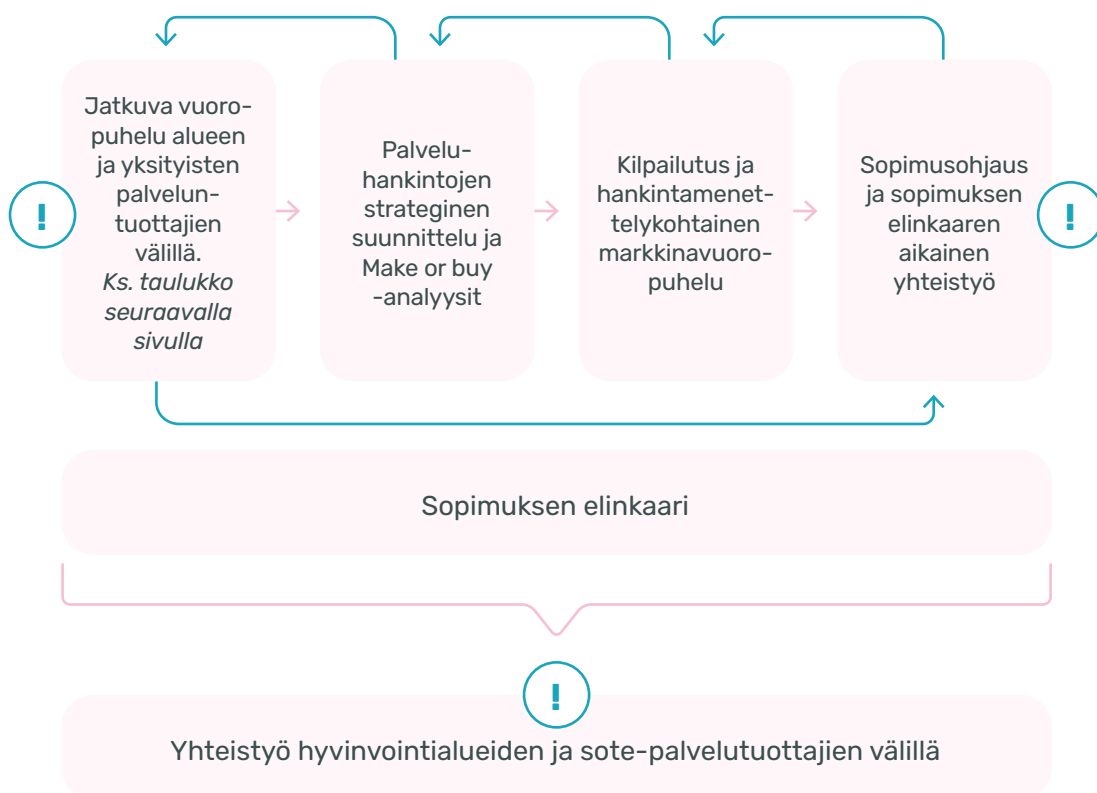 Jatkuva vuoro-
puhelu alueen
ja yksityisten
palvelun-
tuottajien
välillä.
Ks. taulukko
seuraavalla
sivulla
Palvelu-
hankintojen
strateginen
suunnittelu ja
Make or buy
-analyysit
Kilpailutus ja
hankintamenet-
telykohtainen
markkinavuoro-
puhelu
Sopimusohjaus
ja sopimuksen
elinkaaren
aikainen
yhteistyö
!
!
Sopimuksen elinkaari
!
Yhteistyö hyvinvointialueiden ja sote-palvelutuottajien välillä